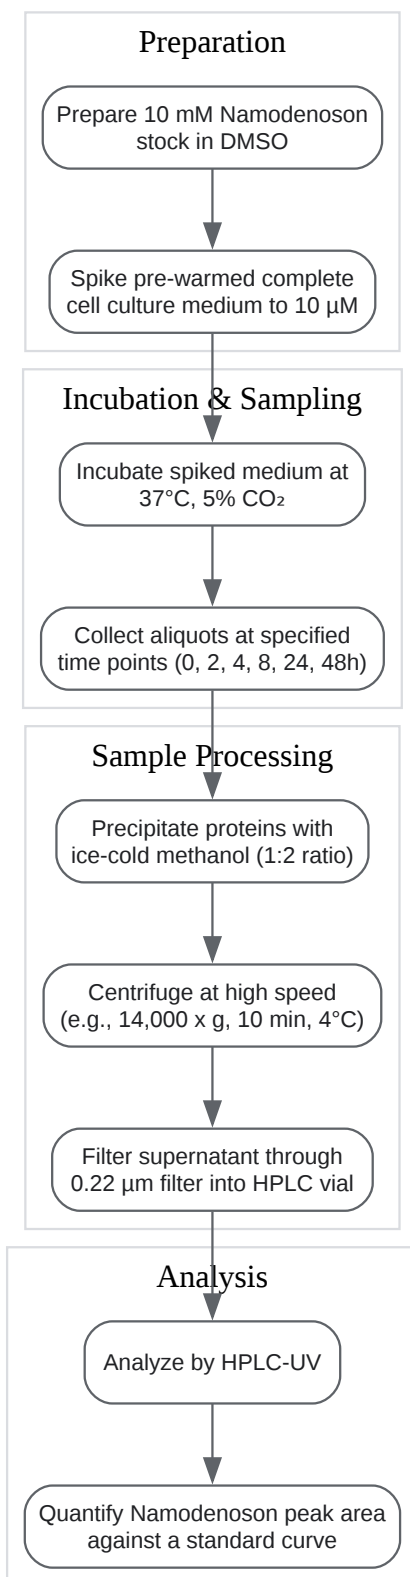 Preparation
Prepare 10 mM Namodenoson
stock in DMSO
Spike pre-warmed complete
cell culture medium to 10 µM
Incubation & Sampling
Incubate spiked medium at
37°C, 5% CO₂
Collect aliquots at specified
time points (0, 2, 4, 8, 24, 48h)
Sample Processing
Precipitate proteins with
ice-cold methanol (1:2 ratio)
Centrifuge at high speed
(e.g., 14,000 x g, 10 min, 4°C)
Filter supernatant through
0.22 µm filter into HPLC vial
Analysis
Analyze by HPLC-UV
Quantify Namodenoson peak area
against a standard curve